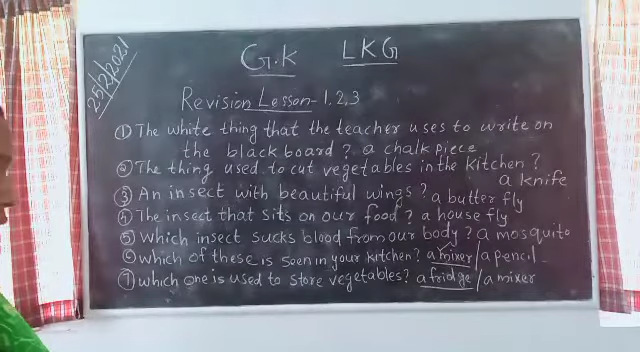 25/2/2021
G.K LKG
Revision Lesson-1,2,3
① The white thing that the teacher uses to write on
the black board? a chalk piece
② The thing used to cut vegetables in the kitchen?
a knife
③ An insect with beautiful wings? a butter fly
④ The insect that sits on our food? a house fly
⑤ which insect sucks blood from our body? a mosquito
⑥ which of these is seen in your kitchen? a mixer/a pencil
⑦ which one is used to store vegetables? a fridge/a mixer